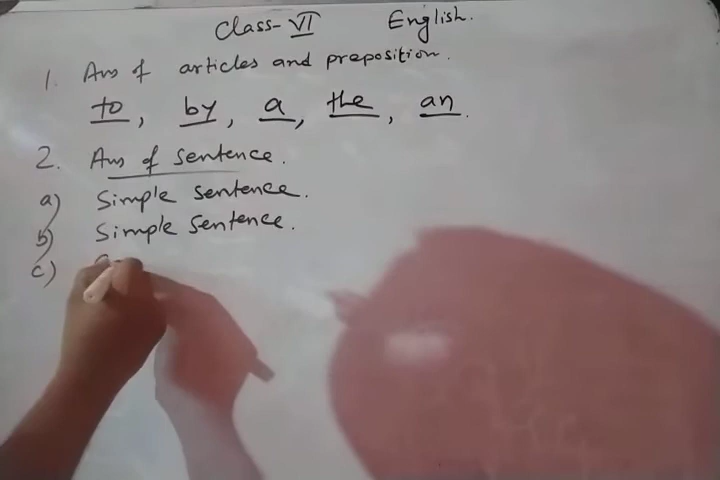 Class-VI English.
1. Ans of articles and preposition.
to, by, a, the, an.
2. Ans of sentence.
a) Simple sentence.
b) Simple sentence.
c)